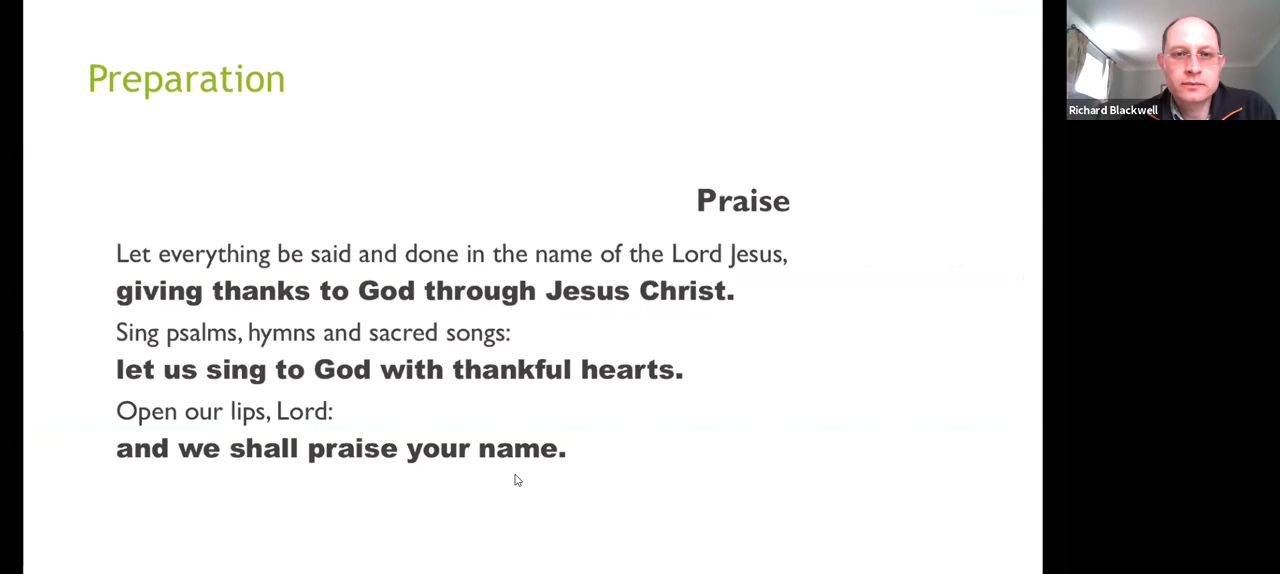 Preparation
Richard Blackwell
Praise
Let everything be said and done in the name of the Lord Jesus,
giving thanks to God through Jesus Christ.
Sing psalms, hymns and sacred songs:
let us sing to God with thankful hearts.
Open our lips, Lord:
and we shall praise your name.